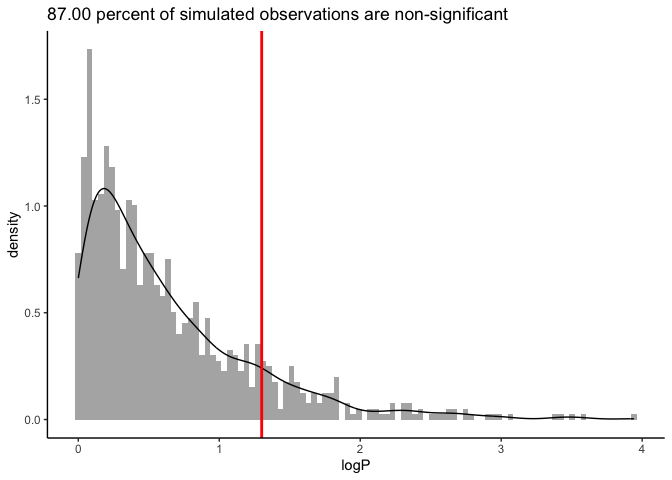 87.00 percent of simulated observations are non-significant
1.5
1.0
0.5
0.0
density
0 1 2 3 4
logP